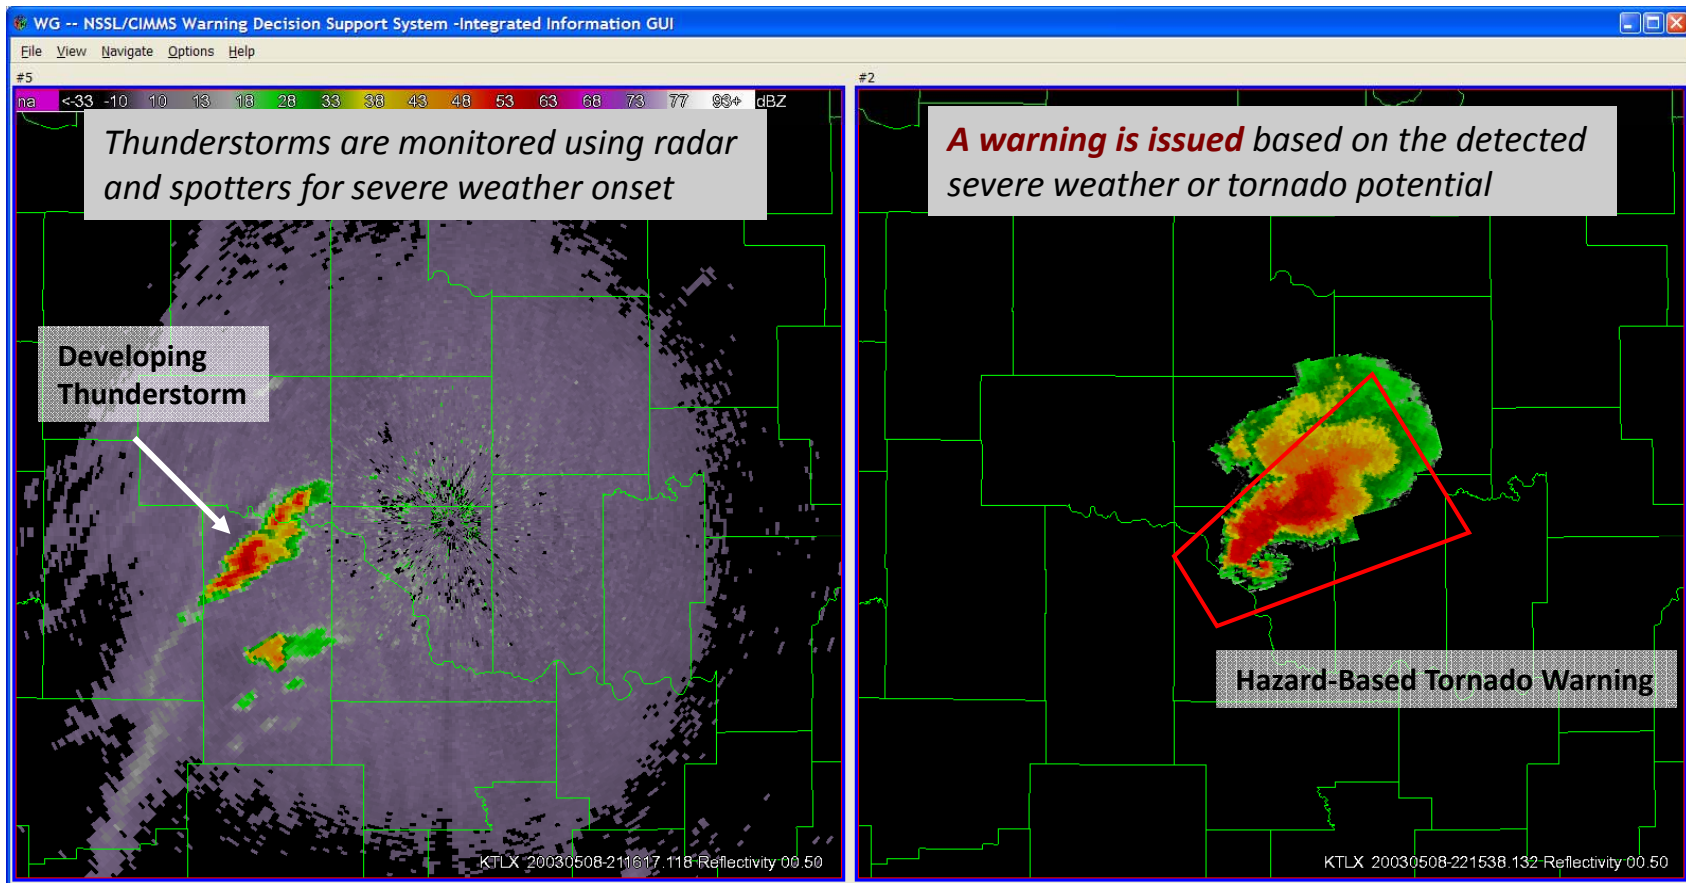 WG -- NSSL/CIMMS Warning Decision Support System -Integrated Information GUI
File View Navigate Options Help
#5
na <-33 -10 10 13 18 28 33 38 43 48 53 63 68 73 77 93+ dBZ
Thunderstorms are monitored using radar
and spotters for severe weather onset
Developing
Thunderstorm
KTLX 20030508-211617.118 Reflectivity 00.50
#2
A warning is issued based on the detected
severe weather or tornado potential
Hazard-Based Tornado Warning
KTLX 20030508-221538.132 Reflectivity 00.50